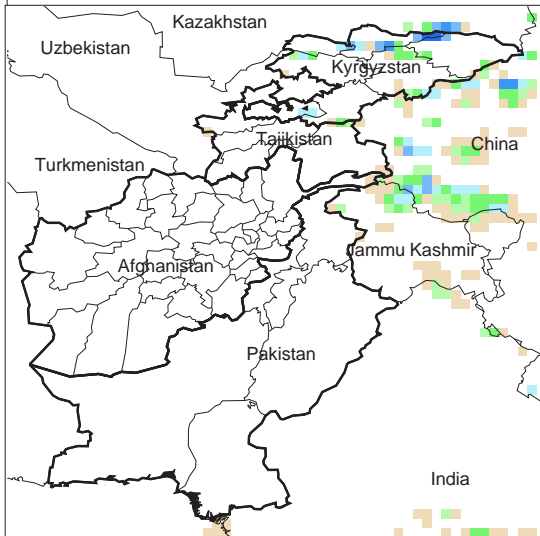 Kazakhstan
Uzbekistan
Kyrgyzstan
Tajikistan
China
Turkmenistan
Jammu Kashmir
Afghanistan
Pakistan
India